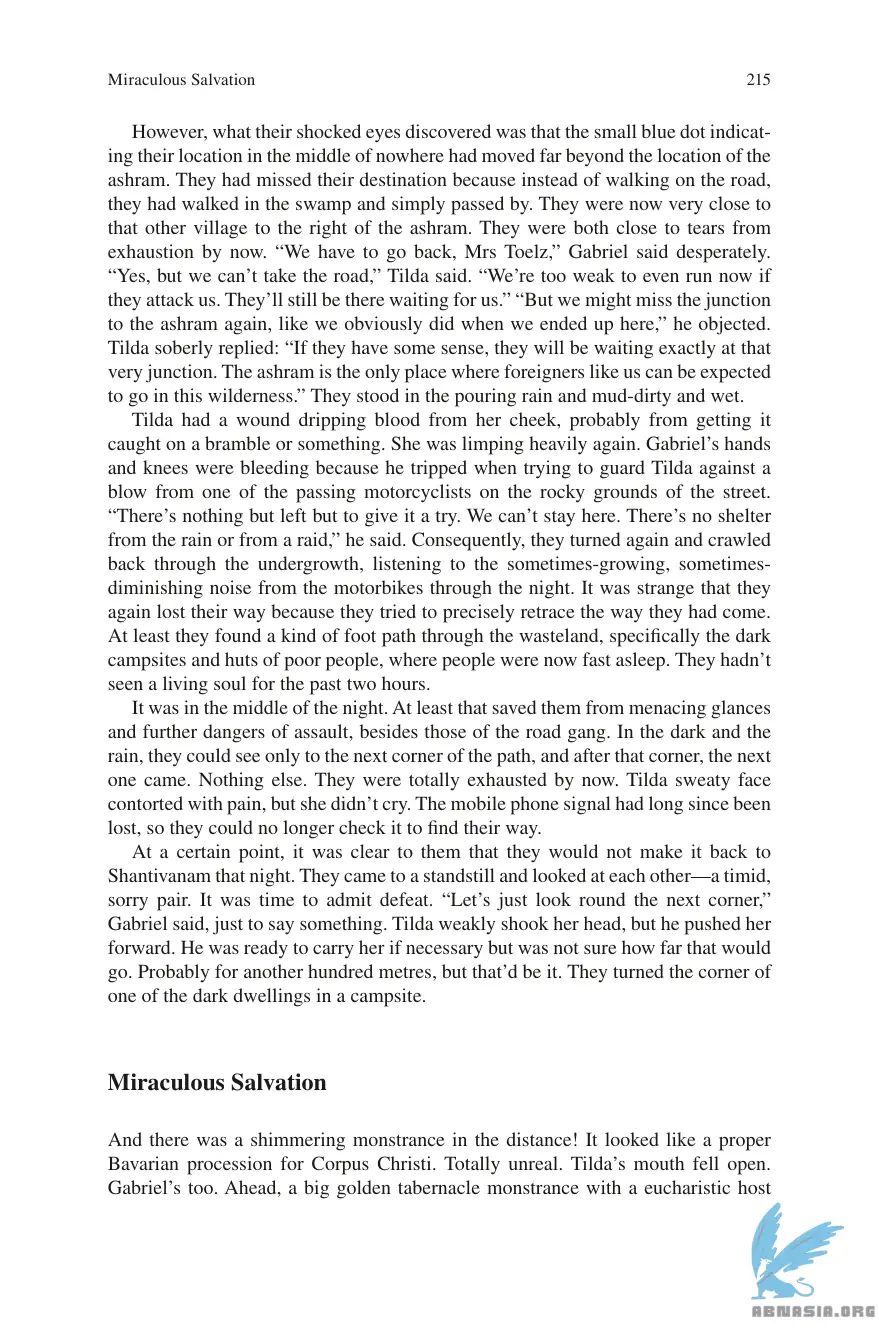 Miraculous Salvation 215
However, what their shocked eyes discovered was that the small blue dot indicat-
ing their location in the middle of nowhere had moved far beyond the location of the
ashram. They had missed their destination because instead of walking on the road,
they had walked in the swamp and simply passed by. They were now very close to
that other village to the right of the ashram. They were both close to tears from
exhaustion by now. “We have to go back, Mrs Toelz,” Gabriel said desperately.
“Yes, but we can’t take the road,” Tilda said. “We’re too weak to even run now if
they attack us. They’ll still be there waiting for us.” “But we might miss the junction
to the ashram again, like we obviously did when we ended up here,” he objected.
Tilda soberly replied: “If they have some sense, they will be waiting exactly at that
very junction. The ashram is the only place where foreigners like us can be expected
to go in this wilderness.” They stood in the pouring rain and mud-dirty and wet.
Tilda had a wound dripping blood from her cheek, probably from getting it
caught on a bramble or something. She was limping heavily again. Gabriel’s hands
and knees were bleeding because he tripped when trying to guard Tilda against a
blow from one of the passing motorcyclists on the rocky grounds of the street.
“There’s nothing but left but to give it a try. We can’t stay here. There’s no shelter
from the rain or from a raid,” he said. Consequently, they turned again and crawled
back through the undergrowth, listening to the sometimes-growing, sometimes-
diminishing noise from the motorbikes through the night. It was strange that they
again lost their way because they tried to precisely retrace the way they had come.
At least they found a kind of foot path through the wasteland, specifically the dark
campsites and huts of poor people, where people were now fast asleep. They hadn’t
seen a living soul for the past two hours.
It was in the middle of the night. At least that saved them from menacing glances
and further dangers of assault, besides those of the road gang. In the dark and the
rain, they could see only to the next corner of the path, and after that corner, the next
one came. Nothing else. They were totally exhausted by now. Tilda sweaty face
contorted with pain, but she didn’t cry. The mobile phone signal had long since been
lost, so they could no longer check it to find their way.
At a certain point, it was clear to them that they would not make it back to
Shantivanam that night. They came to a standstill and looked at each other—a timid,
sorry pair. It was time to admit defeat. “Let’s just look round the next corner,”
Gabriel said, just to say something. Tilda weakly shook her head, but he pushed her
forward. He was ready to carry her if necessary but was not sure how far that would
go. Probably for another hundred metres, but that’d be it. They turned the corner of
one of the dark dwellings in a campsite.
Miraculous Salvation
And there was a shimmering monstrance in the distance! It looked like a proper
Bavarian procession for Corpus Christi. Totally unreal. Tilda’s mouth fell open.
Gabriel’s too. Ahead, a big golden tabernacle monstrance with a eucharistic host
ABNASIA.ORG